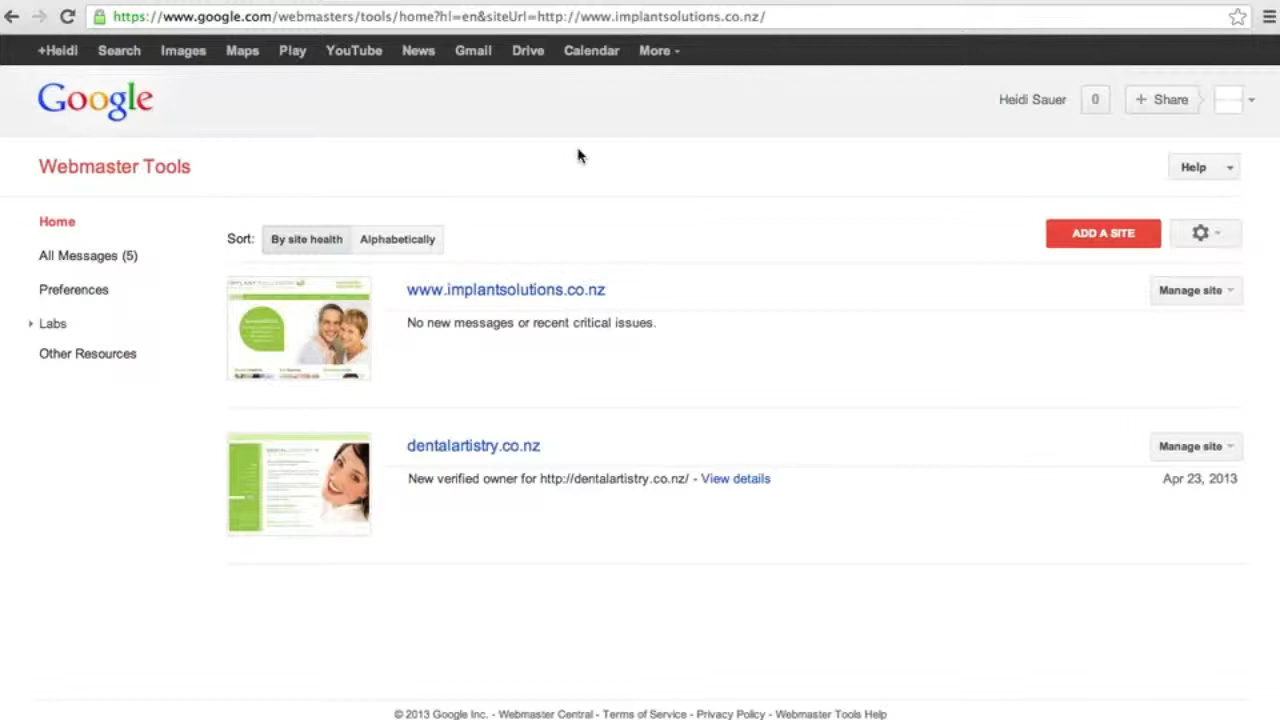 https://www.google.com/webmasters/tools/home?hl=en&siteUrl=http://www.implantsolutions.co.nz/
+Heidi Search Images Maps Play YouTube News Gmail Drive Calendar More
Google
Heidi Sauer 0 + Share
Webmaster Tools
Help
Home
All Messages (5)
Preferences
Labs
Other Resources
Sort: By site health Alphabetically
ADD A SITE
www.implantsolutions.co.nz
Manage site
No new messages or recent critical issues.
dentalartistry.co.nz
Manage site
New verified owner for http://dentalartistry.co.nz/ - View details
Apr 23, 2013
© 2013 Google Inc. - Webmaster Central - Terms of Service - Privacy Policy - Webmaster Tools Help